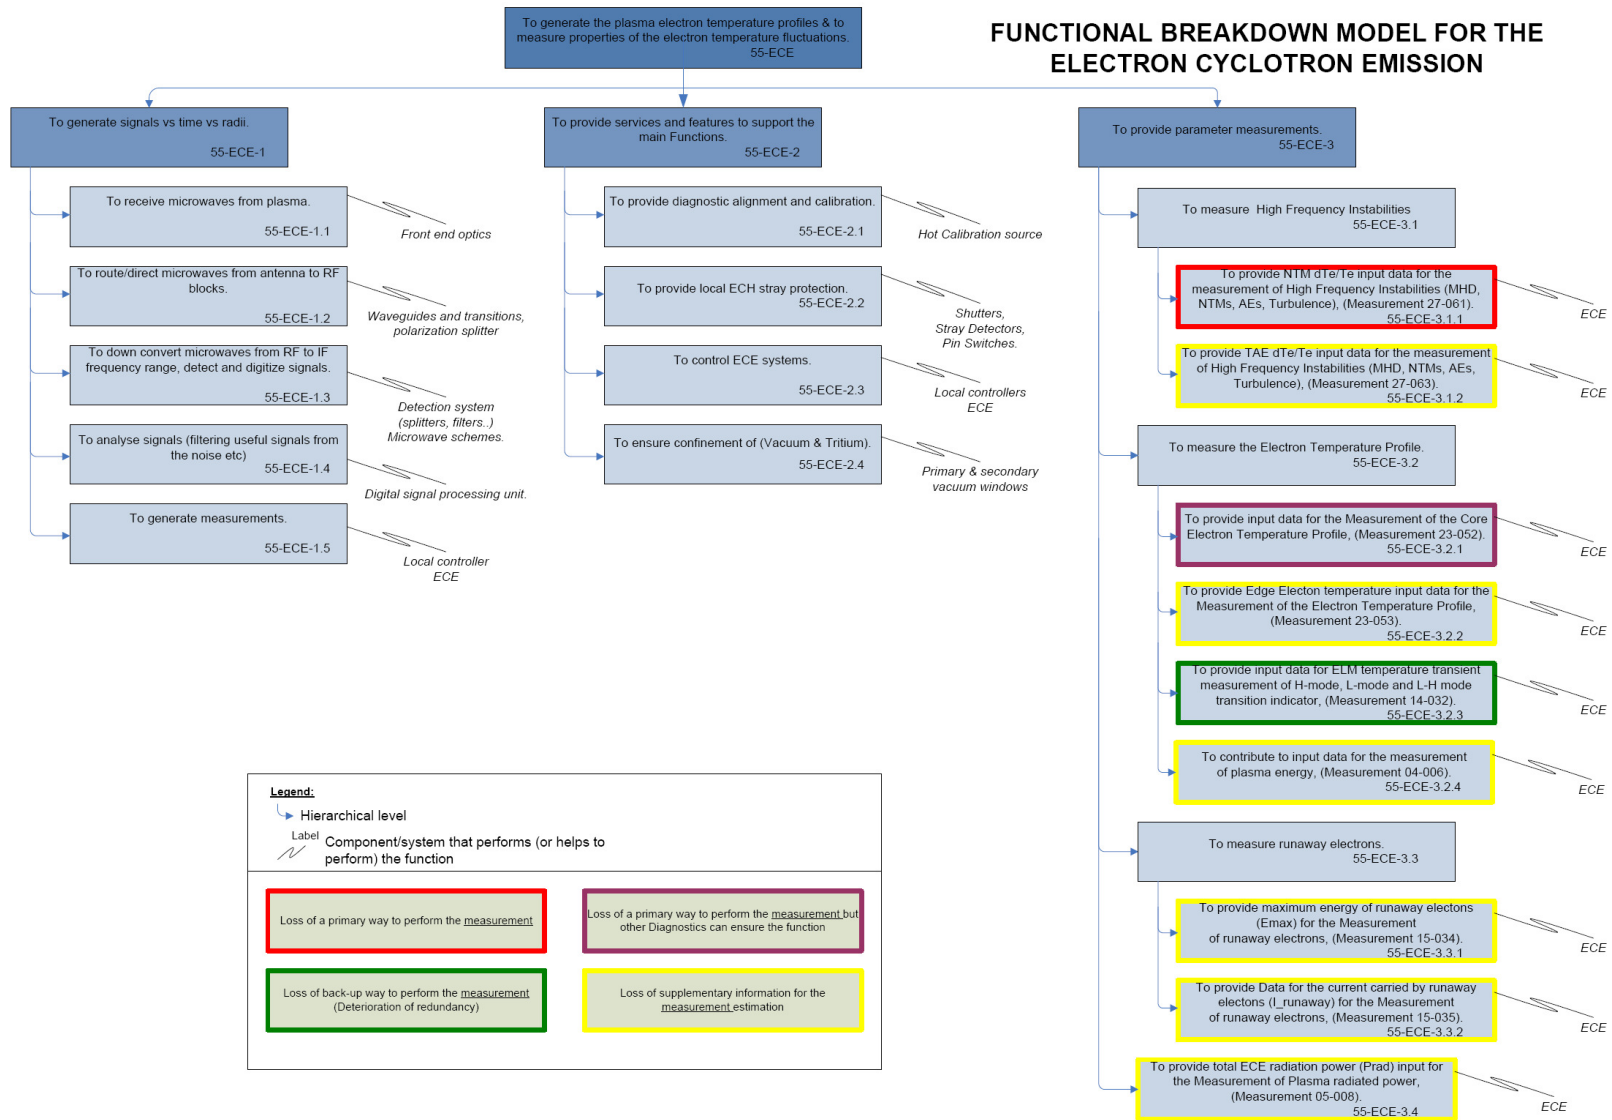 To generate the plasma electron temperature profiles & to
measure properties of the electron temperature fluctuations.
55-ECE
FUNCTIONAL BREAKDOWN MODEL FOR THE
ELECTRON CYCLOTRON EMISSION
To generate signals vs time vs radii.
55-ECE-1
To receive microwaves from plasma.
55-ECE-1.1
Front end optics
To route/direct microwaves from antenna to RF
blocks.
55-ECE-1.2
Waveguides and transitions,
polarization splitter
To down convert microwaves from RF to IF
frequency range, detect and digitize signals.
55-ECE-1.3
Detection system
(splitters, filters..)
Microwave schemes.
To analyse signals (filtering useful signals from
the noise etc)
55-ECE-1.4
Digital signal processing unit.
To generate measurements.
55-ECE-1.5
Local controller
ECE
To provide services and features to support the
main Functions.
55-ECE-2
To provide diagnostic alignment and calibration.
55-ECE-2.1
Hot Calibration source
To provide local ECH stray protection.
55-ECE-2.2
Shutters,
Stray Detectors,
Pin Switches.
To control ECE systems.
55-ECE-2.3
Local controllers
ECE
To ensure confinement of (Vacuum & Tritium).
55-ECE-2.4
Primary & secondary
vacuum windows
To provide parameter measurements.
55-ECE-3
To measure  High Frequency Instabilities
55-ECE-3.1
To provide NTM dTe/Te input data for the
measurement of High Frequency Instabilities (MHD,
NTMs, AEs, Turbulence), (Measurement 27-061).
55-ECE-3.1.1
ECE
To provide TAE dTe/Te input data for the measurement
of High Frequency Instabilities (MHD, NTMs, AEs,
Turbulence), (Measurement 27-063).
55-ECE-3.1.2
ECE
To measure the Electron Temperature Profile.
55-ECE-3.2
To provide input data for the Measurement of the Core
Electron Temperature Profile, (Measurement 23-052).
55-ECE-3.2.1
ECE
To provide Edge Electon temperature input data for the
Measurement of the Electron Temperature Profile,
(Measurement 23-053).
55-ECE-3.2.2
ECE
To provide input data for ELM temperature transient
measurement of H-mode, L-mode and L-H mode
transition indicator, (Measurement 14-032).
55-ECE-3.2.3
ECE
To contribute to input data for the measurement
of plasma energy, (Measurement 04-006).
55-ECE-3.2.4
ECE
To measure runaway electrons.
55-ECE-3.3
To provide maximum energy of runaway electons
(Emax) for the Measurement
of runaway electrons, (Measurement 15-034).
55-ECE-3.3.1
ECE
To provide Data for the current carried by runaway
electons (I_runaway) for the Measurement
of runaway electrons, (Measurement 15-035).
55-ECE-3.3.2
ECE
To provide total ECE radiation power (Prad) input for
the Measurement of Plasma radiated power,
(Measurement 05-008).
55-ECE-3.4
ECE
Legend:
Hierarchical level
Label
Component/system that performs (or helps to
perform) the function
Loss of a primary way to perform the measurement
Loss of a primary way to perform the measurement but
other Diagnostics can ensure the function
Loss of back-up way to perform the measurement
(Deterioration of redundancy)
Loss of supplementary information for the
measurement estimation